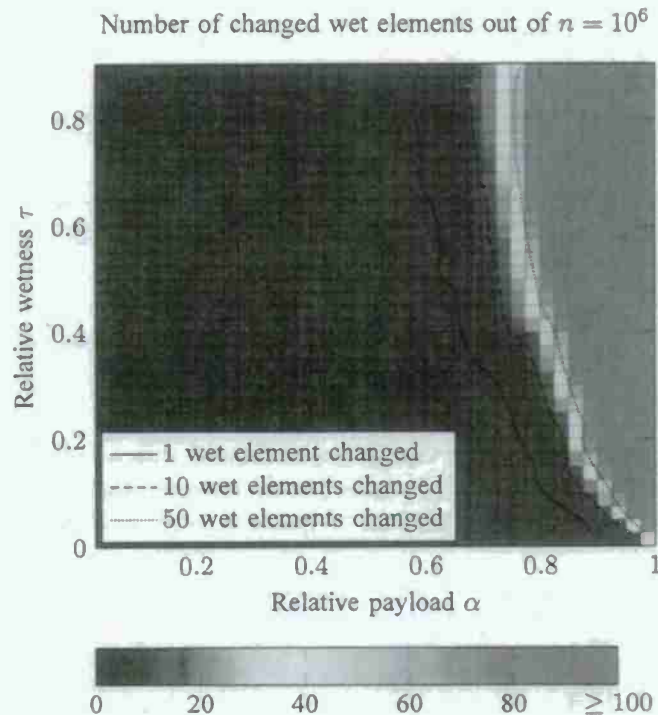 Number of changed wet elements out of n = 10⁶
Relative wetness τ
0.8
0.6
0.4
0.2
0
1 wet element changed
10 wet elements changed
50 wet elements changed
0.2 0.4 0.6 0.8 1
Relative payload α
0 20 40 60 80 ≥ 100